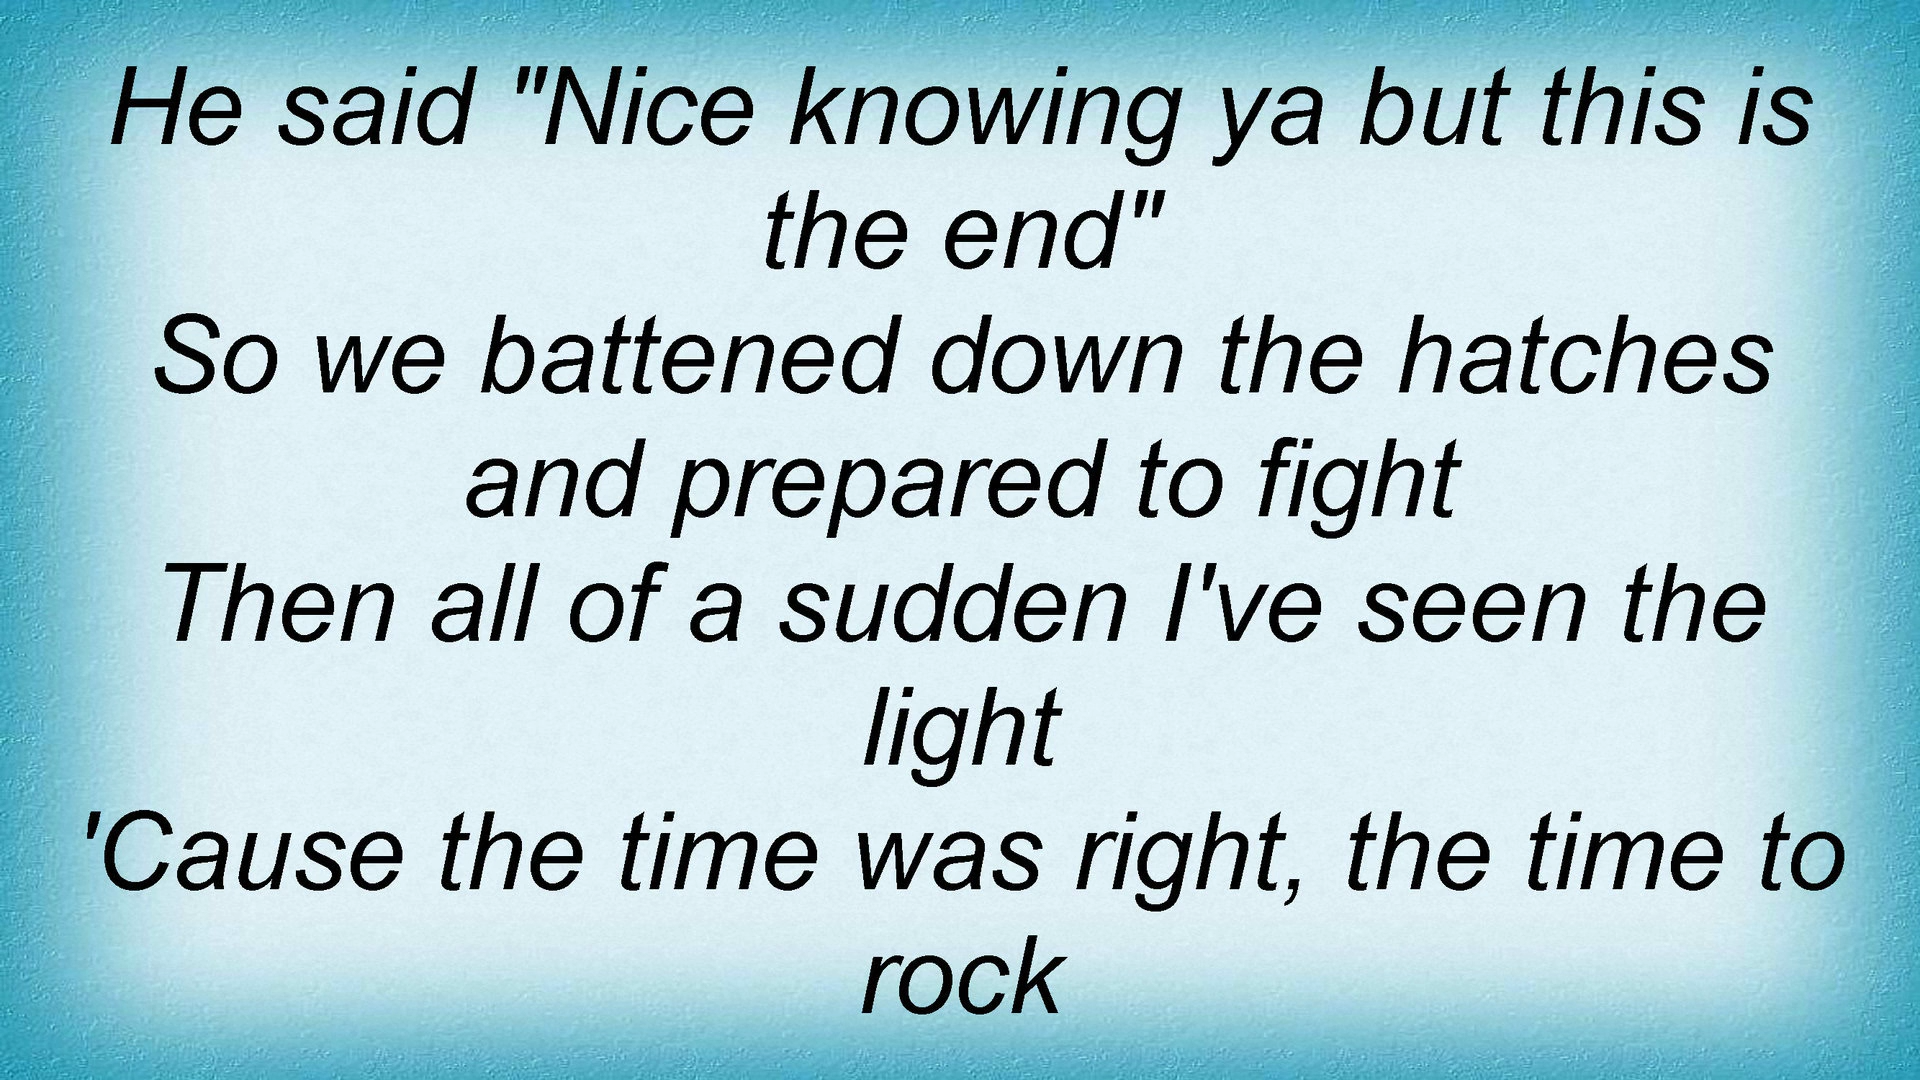 He said "Nice knowing ya but this is
the end"
So we battened down the hatches
and prepared to fight
Then all of a sudden I've seen the
light
'Cause the time was right, the time to
rock